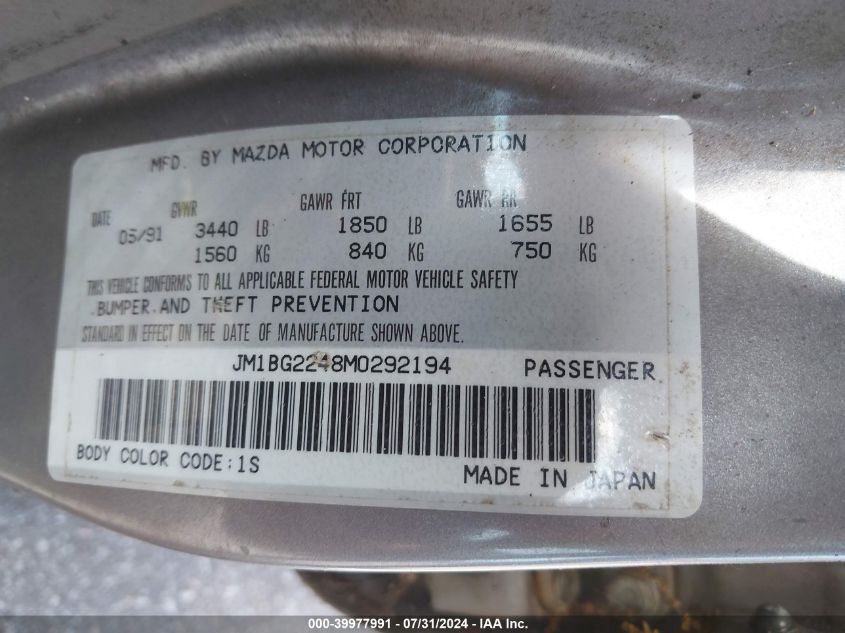 MFD. BY MAZDA MOTOR CORPORATION
DATE GVWR GAWR FRT GAWR RR
05/91 3440 LB 1850 LB 1655 LB
1560 KG 840 KG 750 KG
THIS VEHICLE CONFORMS TO ALL APPLICABLE FEDERAL MOTOR VEHICLE SAFETY
BUMPER AND THEFT PREVENTION
STANDARD IN EFFECT ON THE DATE OF MANUFACTURE SHOWN ABOVE.
JM1BG2248M0292194 PASSENGER
BODY COLOR CODE:1S
MADE IN JAPAN
000-39977991 - 07/31/2024 - IAA Inc.